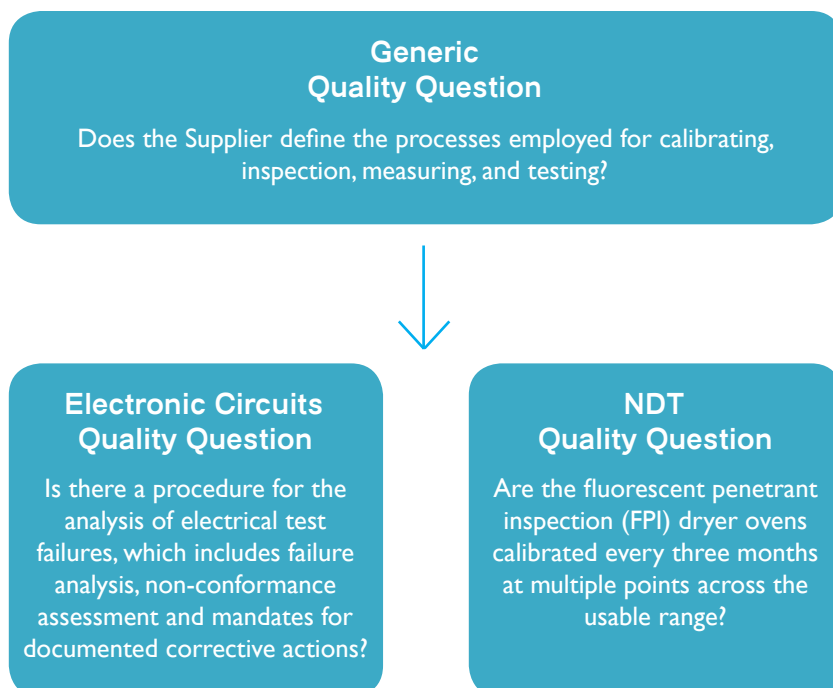 Generic
Quality Question
Does the Supplier define the processes employed for calibrating,
inspection, measuring, and testing?
Electronic Circuits
Quality Question
Is there a procedure for the
analysis of electrical test
failures, which includes failure
analysis, non-conformance
assessment and mandates for
documented corrective actions?
NDT
Quality Question
Are the fluorescent penetrant
inspection (FPI) dryer ovens
calibrated every three months
at multiple points across the
usable range?